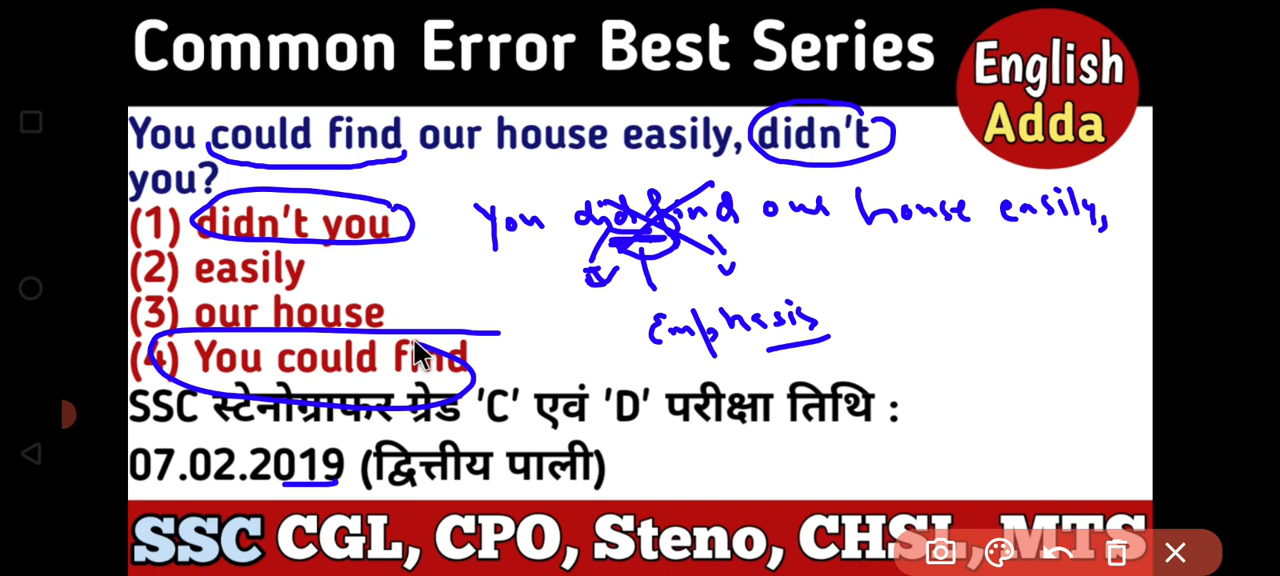 Common Error Best Series
English
Adda
You could find our house easily, didn't
you?
(1) didn't you
(2) easily
(3) our house
(4) You could find
You did find our house easily,
Emphasis
SSC स्टेनोग्राफर ग्रेड 'C' एवं 'D' परीक्षा तिथि :
07.02.2019 (द्वित्तीय पाली)
SSC CGL, CPO, Steno, CHSL, MTS